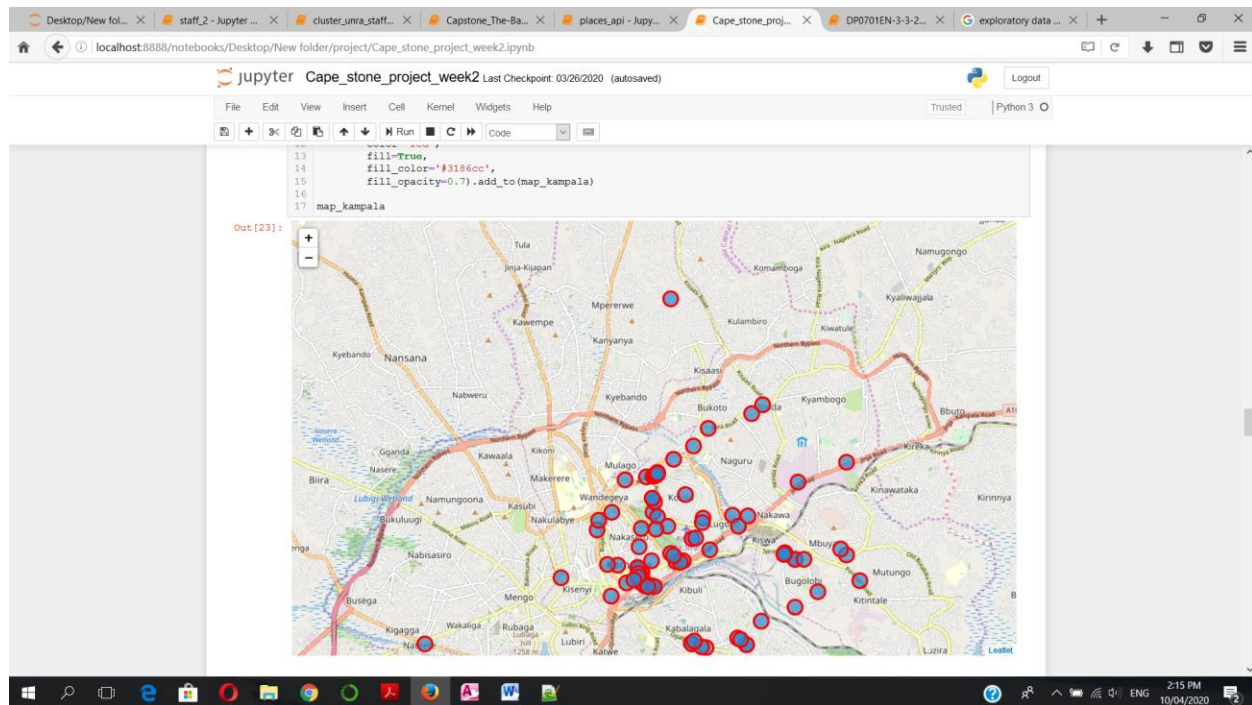 Desktop/New fol...
staff_2 - Jupyter ...
cluster_unra_staff...
Capstone_The-Ba...
places_api - Jupy...
Cape_stone_proj...
DP0701EN-3-3-2...
exploratory data ...
localhost:8888/notebooks/Desktop/New folder/project/Cape_stone_project_week2.ipynb
jupyter Cape_stone_project_week2 Last Checkpoint: 03/26/2020 (autosaved)
Logout
File Edit View Insert Cell Kernel Widgets Help
Trusted Python 3
Run Code
13 fill=True,
14 fill_color='#3186cc',
15 fill_opacity=0.7).add_to(map_kampala)
16
17 map_kampala
Out[23]:
+
−
Tula
Jinja-Kijapan
Komamboga
Namugongo
Kyaliwajjala
Mpererwe
Kawempe
Kulambiro
Kiwatule
Kanyanya
Northern Bypass
Kyebando
Nansana
Kisaasi
Nabweru
Kyebando
Bukoto
Kyambogo
Bbuto
Gganda
Kawaala
Kikoni
Mulago
Naguru
Kireka
Nasere
Biira
Makerere
Kinawataka
Kirinnya
Lubigi Wetland
Namungoona
Kasubi
Wandegeya
Bukuluugi
Nakulabye
Nakawa
Nabisasiro
Kiswa
Mbuya
Mutungo
Busega
Mengo
Kisenyi
Kibuli
Bugolobi
Kitintale
Kigagga
Wakaliga
Rubaga
Lubaga
hill
1258 m
Lubiri
Katwe
Kabalagala
Luzira
Leaflet
ENG
2:15 PM
10/04/2020